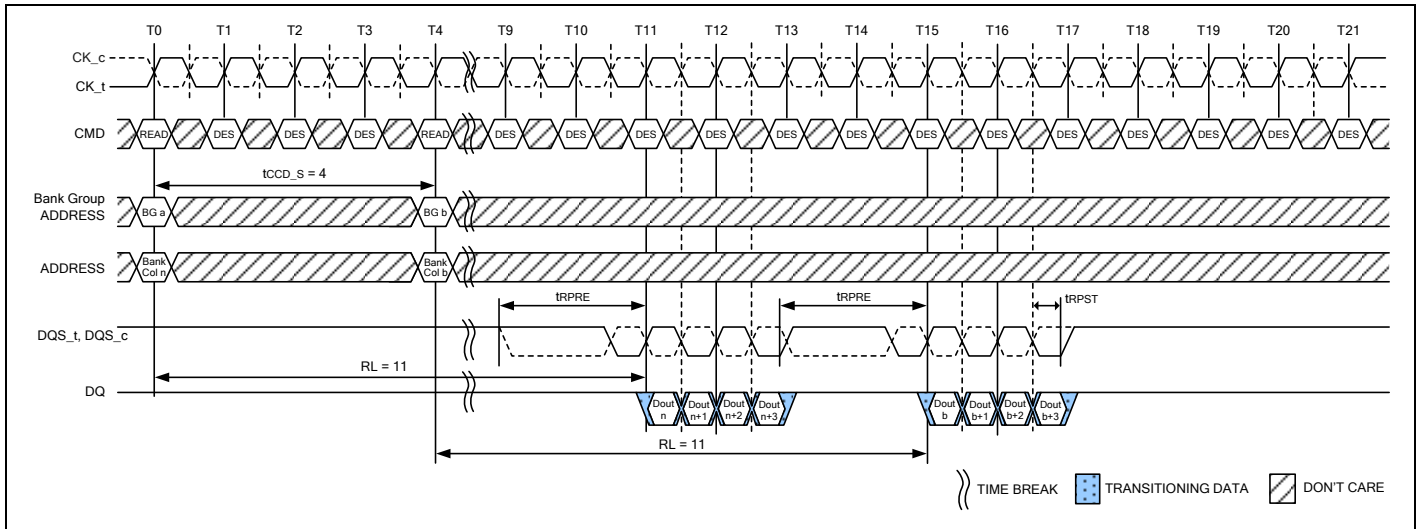 T0 T1 T2 T3 T4 T9 T10 T11 T12 T13 T14 T15 T16 T17 T18 T19 T20 T21
CK_c
CK_t
CMD READ DES DES DES READ DES DES DES DES DES DES DES DES DES DES DES DES DES
tCCD_S = 4
Bank Group
ADDRESS BG a BG b
ADDRESS Bank Col n Bank Col b
tRPRE tRPRE tRPST
DQS_t, DQS_c
RL = 11
DQ
Dout n Dout n+1 Dout n+2 Dout n+3 Dout b Dout b+1 Dout b+2 Dout b+3
RL = 11
TIME BREAK TRANSITIONING DATA DON'T CARE